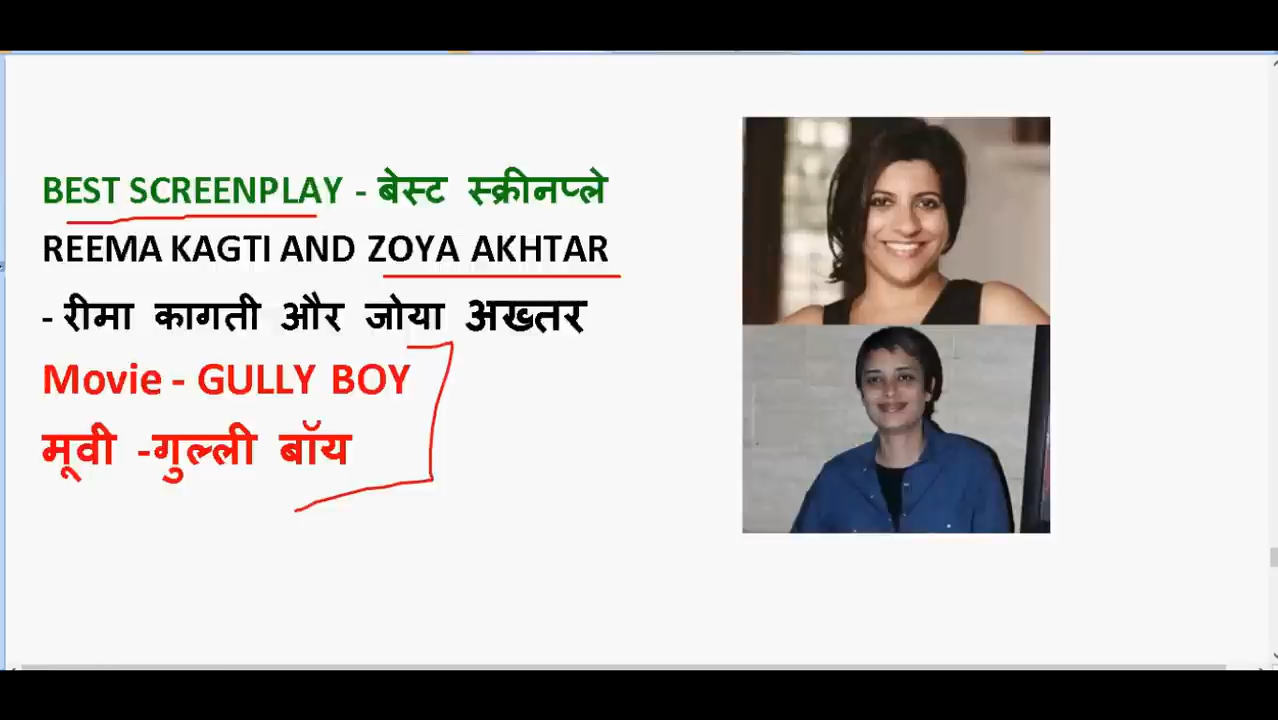 BEST SCREENPLAY - बेस्ट स्क्रीनप्ले
REEMA KAGTI AND ZOYA AKHTAR
- रीमा कागती और जोया अख्तर
Movie - GULLY BOY
मूवी -गुल्ली बॉय